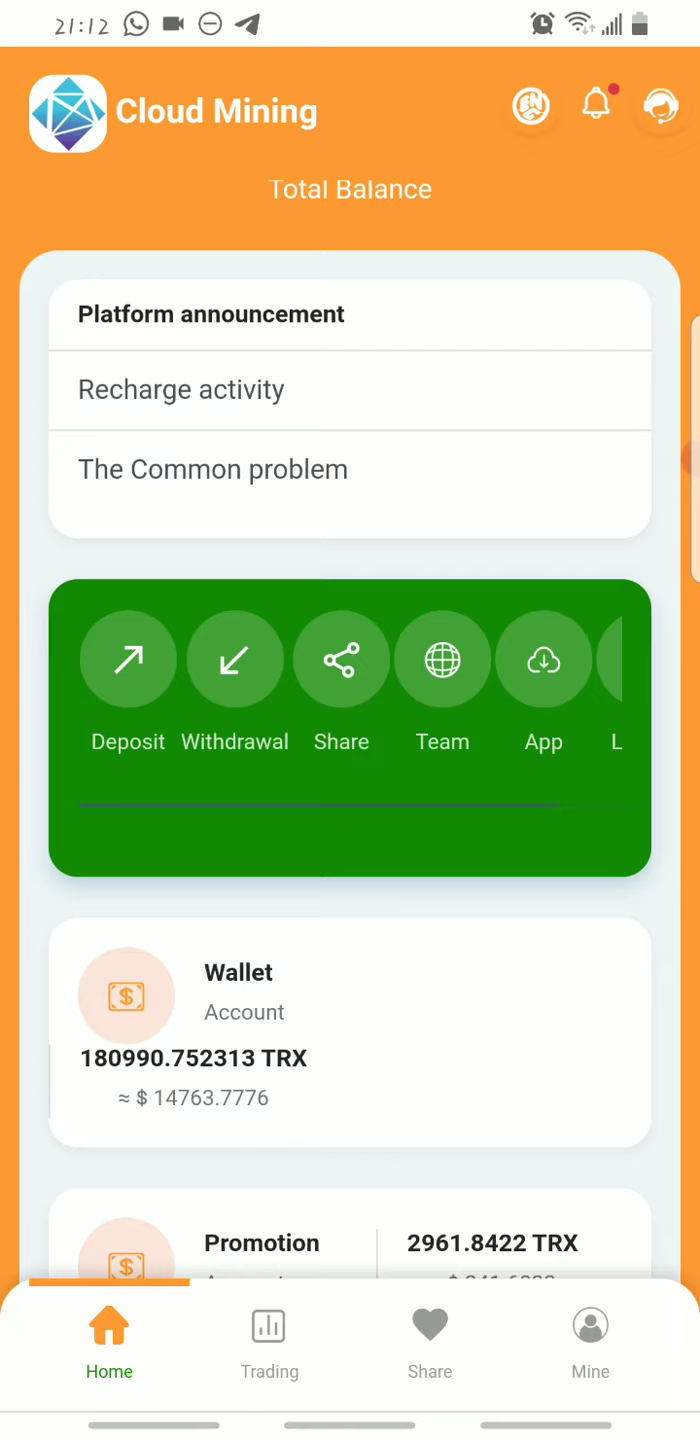 21:12
Cloud Mining
EN
Total Balance
Platform announcement
Recharge activity
The Common problem
Deposit Withdrawal Share Team App L
Wallet
Account
180990.752313 TRX
≈ $ 14763.7776
Promotion 2961.8422 TRX
Home Trading Share Mine